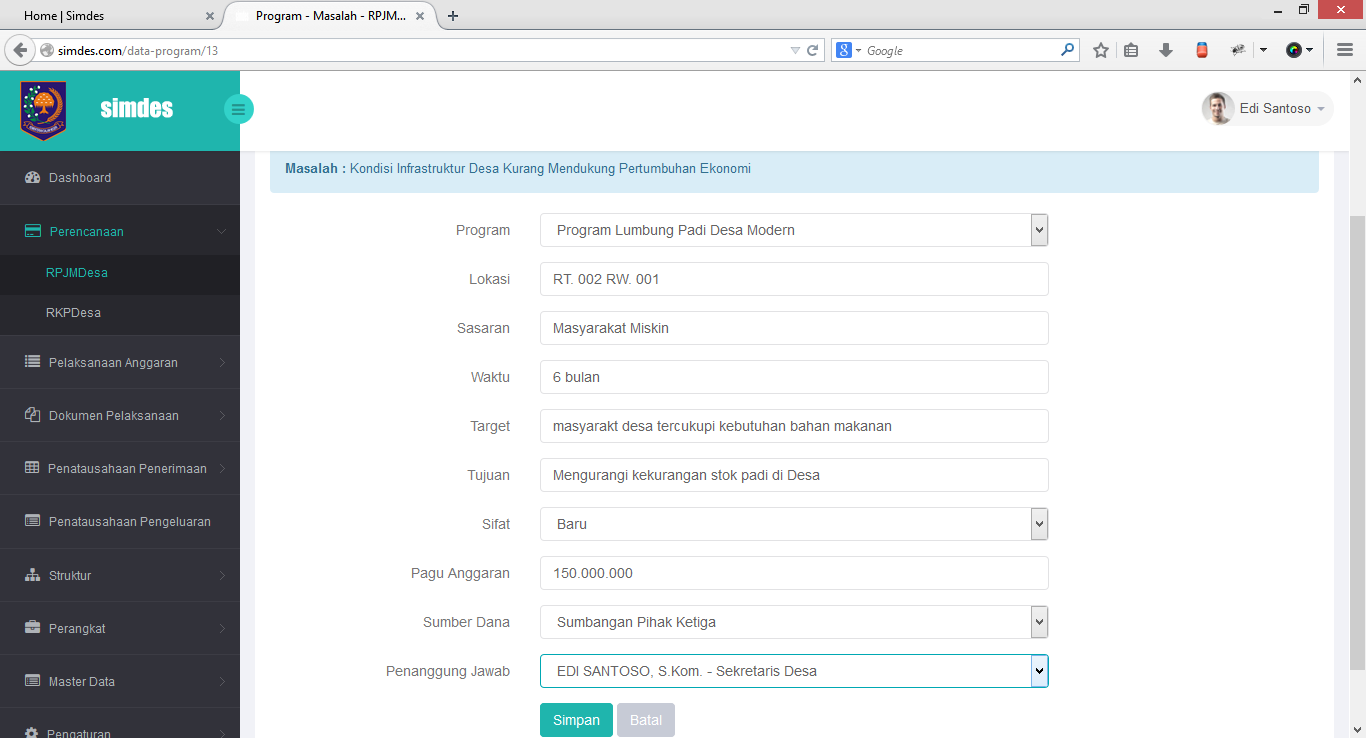 Home | Simdes
Program - Masalah - RPJM...
simdes.com/data-program/13
Google
simdes
Edi Santoso
Dashboard
Perencanaan
RPJMDesa
RKPDesa
Pelaksanaan Anggaran
Dokumen Pelaksanaan
Penatausahaan Penerimaan
Penatausahaan Pengeluaran
Struktur
Perangkat
Master Data
Pengaturan
Masalah : Kondisi Infrastruktur Desa Kurang Mendukung Pertumbuhan Ekonomi
Program Program Lumbung Padi Desa Modern
Lokasi RT. 002 RW. 001
Sasaran Masyarakat Miskin
Waktu 6 bulan
Target masyarakt desa tercukupi kebutuhan bahan makanan
Tujuan Mengurangi kekurangan stok padi di Desa
Sifat Baru
Pagu Anggaran 150.000.000
Sumber Dana Sumbangan Pihak Ketiga
Penanggung Jawab EDI SANTOSO, S.Kom. - Sekretaris Desa
Simpan Batal